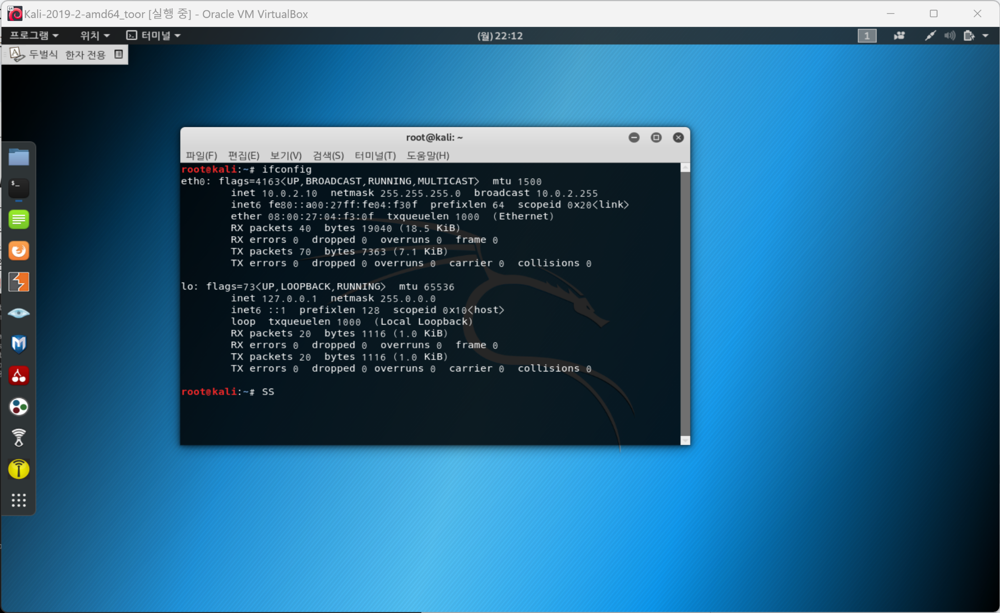 Kali-2019-2-amd64_toor [실행 중] - Oracle VM VirtualBox
프로그램 위치 터미널 (월) 22:12 1
두벌식 한자 전용
root@kali: ~
파일(F) 편집(E) 보기(V) 검색(S) 터미널(T) 도움말(H)
root@kali:~# ifconfig
eth0: flags=4163<UP,BROADCAST,RUNNING,MULTICAST>  mtu 1500
        inet 10.0.2.10  netmask 255.255.255.0  broadcast 10.0.2.255
        inet6 fe80::a00:27ff:fe04:f30f  prefixlen 64  scopeid 0x20<link>
        ether 08:00:27:04:f3:0f  txqueuelen 1000  (Ethernet)
        RX packets 40  bytes 19040 (18.5 KiB)
        RX errors 0  dropped 0  overruns 0  frame 0
        TX packets 70  bytes 7363 (7.1 KiB)
        TX errors 0  dropped 0 overruns 0  carrier 0  collisions 0
lo: flags=73<UP,LOOPBACK,RUNNING>  mtu 65536
        inet 127.0.0.1  netmask 255.0.0.0
        inet6 ::1  prefixlen 128  scopeid 0x10<host>
        loop  txqueuelen 1000  (Local Loopback)
        RX packets 20  bytes 1116 (1.0 KiB)
        RX errors 0  dropped 0  overruns 0  frame 0
        TX packets 20  bytes 1116 (1.0 KiB)
        TX errors 0  dropped 0 overruns 0  carrier 0  collisions 0
root@kali:~# SS